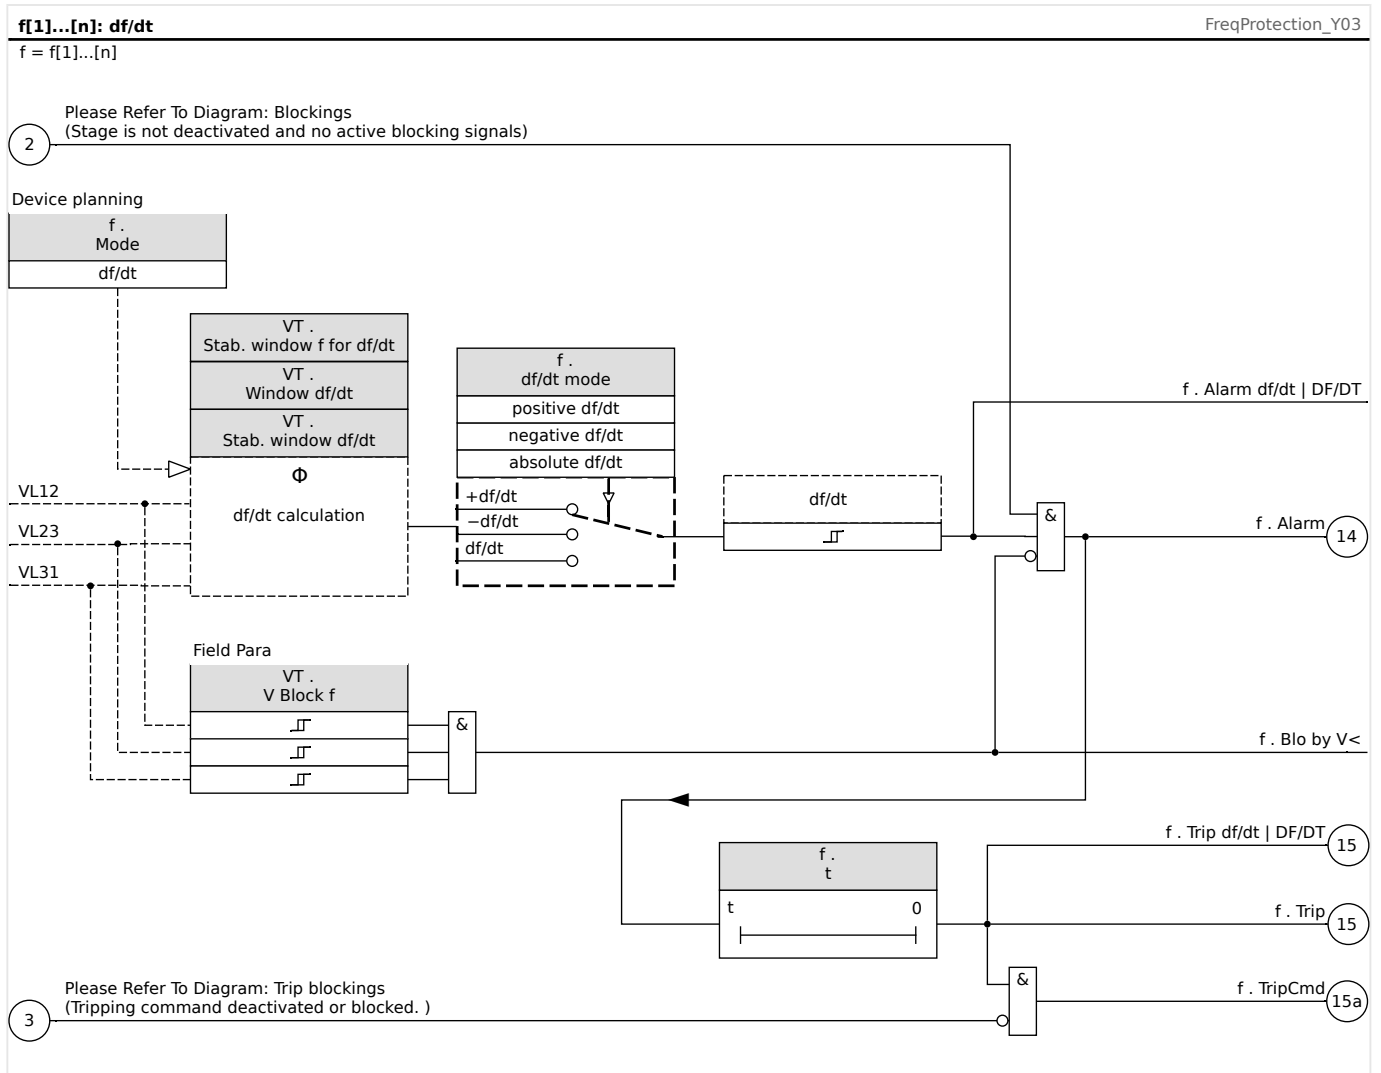 f[1]...[n]: df/dt
FreqProtection_Y03
f = f[1]...[n]
Please Refer To Diagram: Blockings
(Stage is not deactivated and no active blocking signals)
2
Device planning
f .
Mode
df/dt
VT .
Stab. window f for df/dt
VT .
Window df/dt
VT .
Stab. window df/dt
Φ
df/dt calculation
VL12
VL23
VL31
f .
df/dt mode
positive df/dt
negative df/dt
absolute df/dt
+df/dt
−df/dt
df/dt
df/dt
&
f . Alarm df/dt | DF/DT
f . Alarm
14
Field Para
VT .
V Block f
&
f . Blo by V<
f .
t
t
0
f . Trip df/dt | DF/DT
15
f . Trip
15
&
f . TripCmd
15a
Please Refer To Diagram: Trip blockings
(Tripping command deactivated or blocked. )
3